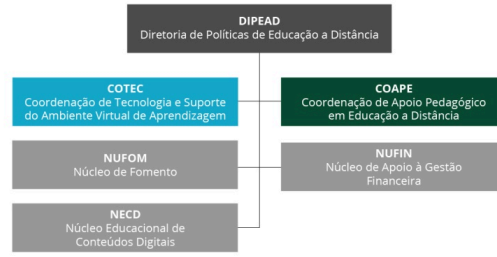 DIPEAD
Diretoria de Políticas de Educação a Distância
COTEC
Coordenação de Tecnologia e Suporte
do Ambiente Virtual de Aprendizagem
COAPE
Coordenação de Apoio Pedagógico
em Educação a Distância
NUFOM
Núcleo de Fomento
NUFIN
Núcleo de Apoio à Gestão
Financeira
NECD
Núcleo Educacional de
Conteúdos Digitais